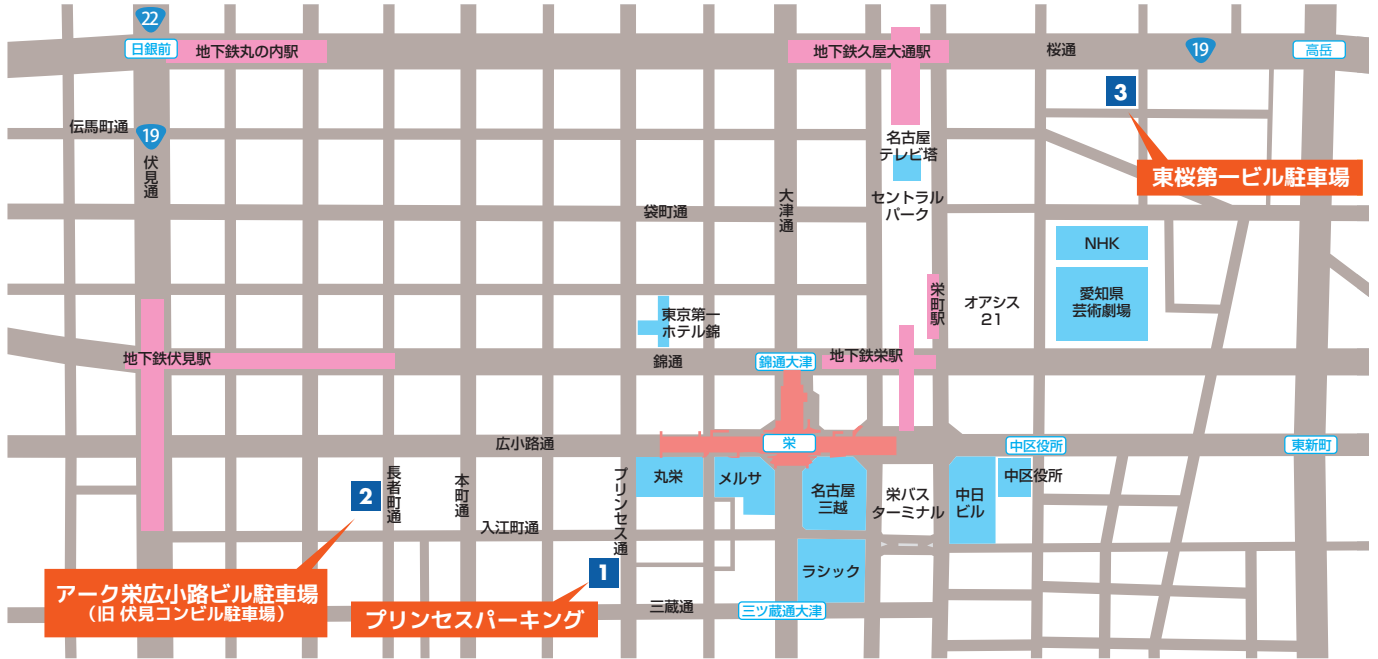 22
日銀前
地下鉄丸の内駅
地下鉄久屋大通駅
桜通
19
高岳
3
伝馬町通
19
名古屋
テレビ塔
伏見通
東桜第一ビル駐車場
袋町通
大津通
セントラル
パーク
NHK
栄町駅
オアシス
21
愛知県
芸術劇場
東京第一
ホテル錦
地下鉄伏見駅
錦通
錦通大津
地下鉄栄駅
広小路通
栄
中区役所
東新町
2
長者町通
本町通
プリンセス通
丸栄
メルサ
名古屋
三越
栄バス
ターミナル
中日
ビル
中区役所
入江町通
1
ラシック
アーク栄広小路ビル駐車場
（旧 伏見コンビル駐車場）
プリンセスパーキング
三蔵通
三ツ蔵通大津